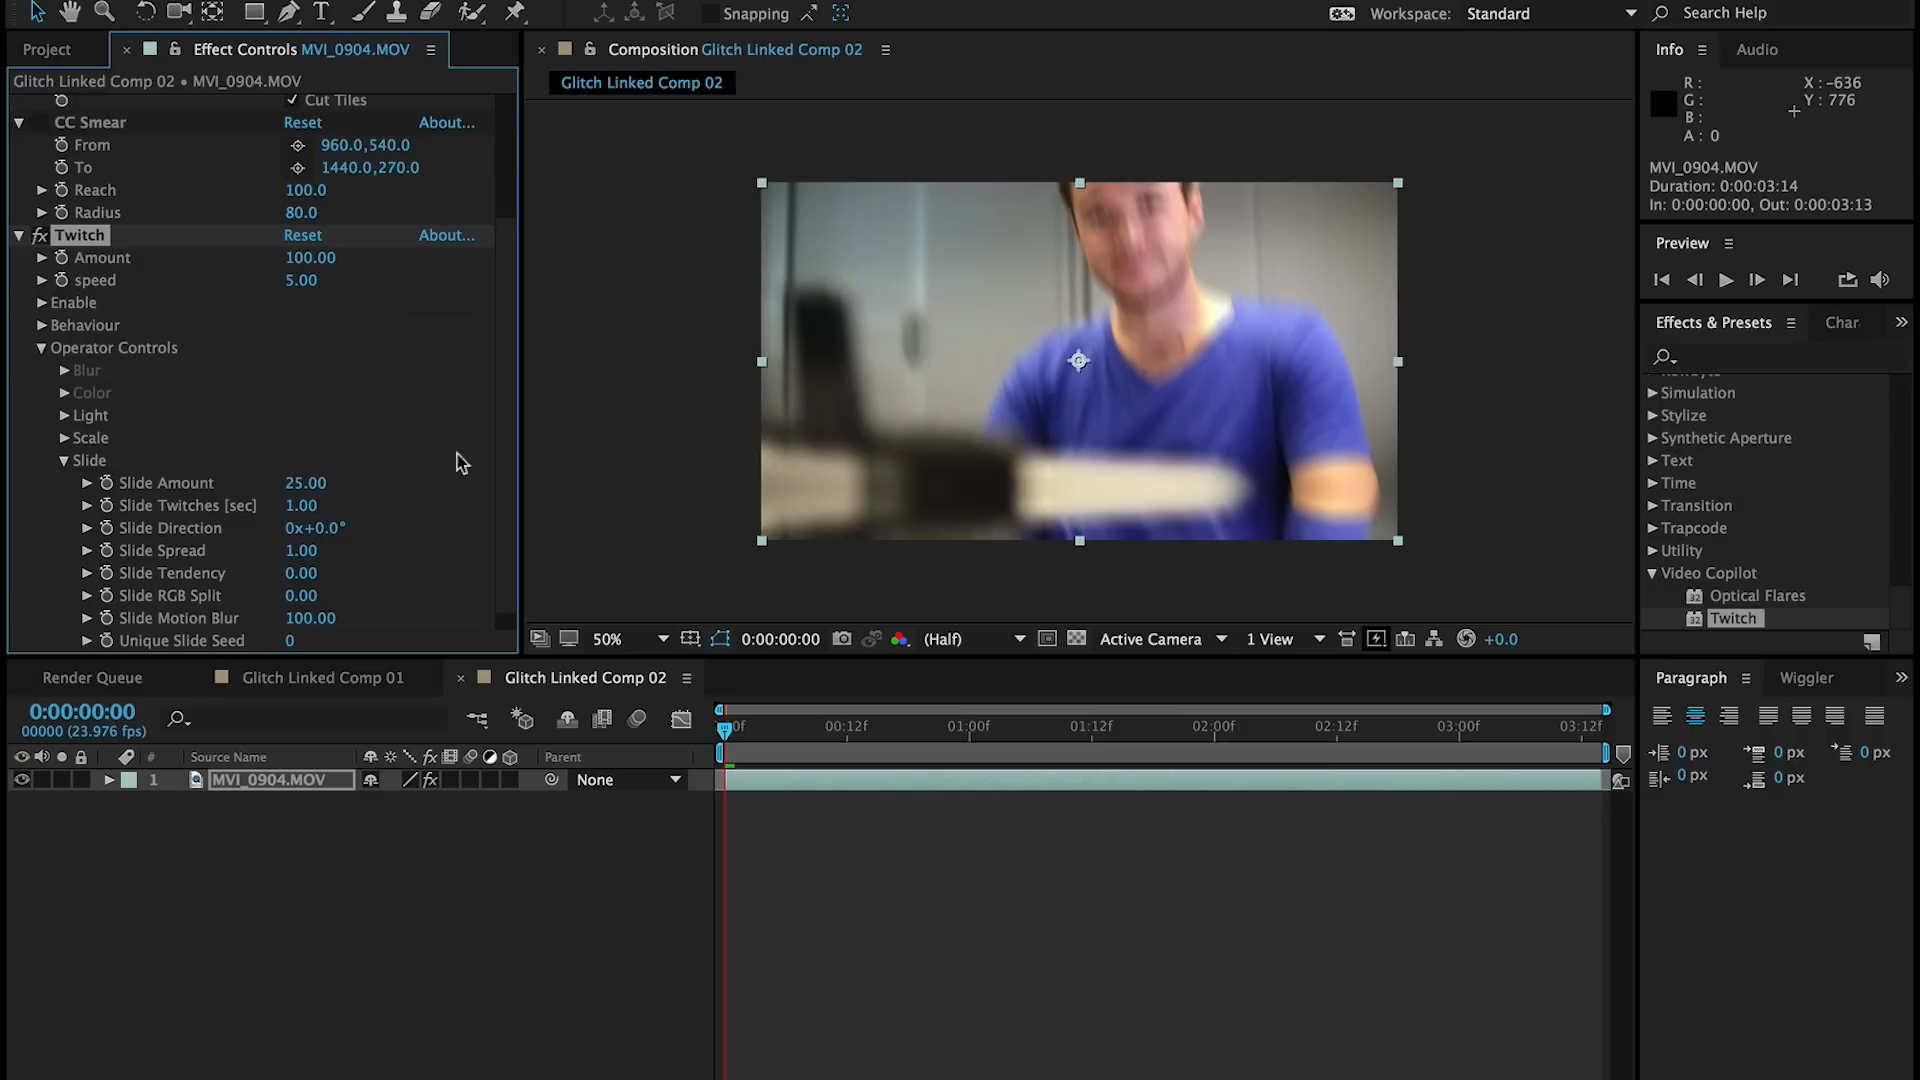 Snapping
Workspace: Standard
Search Help
Project
Effect Controls MVI_0904.MOV
Glitch Linked Comp 02 • MVI_0904.MOV
Cut Tiles
CC Smear Reset About...
From 960.0,540.0
To 1440.0,270.0
Reach 100.0
Radius 80.0
fx Twitch Reset About...
Amount 100.00
speed 5.00
Enable
Behaviour
Operator Controls
Blur
Color
Light
Scale
Slide
Slide Amount 25.00
Slide Twitches [sec] 1.00
Slide Direction 0x+0.0°
Slide Spread 1.00
Slide Tendency 0.00
Slide RGB Split 0.00
Slide Motion Blur 100.00
Unique Slide Seed 0
Composition Glitch Linked Comp 02
Glitch Linked Comp 02
50% 0:00:00:00 (Half) Active Camera 1 View +0.0
Info Audio
R : X : -636
G : Y : 776
B :
A : 0
MVI_0904.MOV
Duration: 0:00:03:14
In: 0:00:00:00, Out: 0:00:03:13
Preview
Effects & Presets Char
Simulation
Stylize
Synthetic Aperture
Text
Time
Transition
Trapcode
Utility
Video Copilot
32 Optical Flares
32 Twitch
Render Queue Glitch Linked Comp 01 Glitch Linked Comp 02
0:00:00:00
00000 (23.976 fps)
# Source Name fx Parent
1 MVI_0904.MOV fx None
00f 00:12f 01:00f 01:12f 02:00f 02:12f 03:00f 03:12f
Paragraph Wiggler
0 px 0 px 0 px
0 px 0 px